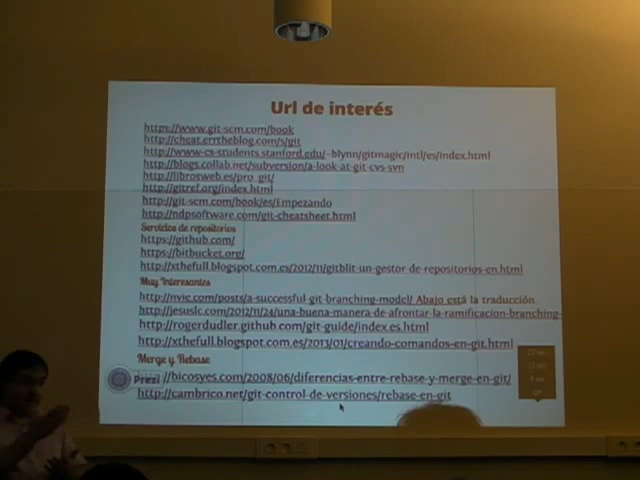 Url de interés
https://www.git-scm.com/book
http://cheat.errtheblog.com/s/git
http://www-cs-students.stanford.edu/~blynn/gitmagic/intl/es/index.html
http://blogs.collab.net/subversion/a-look-at-git-cvs-svn
http://librosweb.es/pro_git/
http://gitref.org/index.html
http://git-scm.com/book/es/Empezando
http://ndpsoftware.com/git-cheatsheet.html
Servicios de repositorios
https://github.com/
https://bitbucket.org/
http://xthefull.blogspot.com.es/2012/11/gitblit-un-gestor-de-repositorios-en.html
Muy Interesantes
http://nvie.com/posts/a-successful-git-branching-model/ Abajo está la traducción
http://jesuslc.com/2012/11/24/una-buena-manera-de-afrontar-la-ramificacion-branching-
http://rogerdudler.github.com/git-guide/index.es.html
http://xthefull.blogspot.com.es/2013/01/creando-comandos-en-git.html
Merge y Rebase
Prezi //bicosyes.com/2008/06/diferencias-entre-rebase-y-merge-en-git/
http://cambrico.net/git-control-de-versiones/rebase-en-git